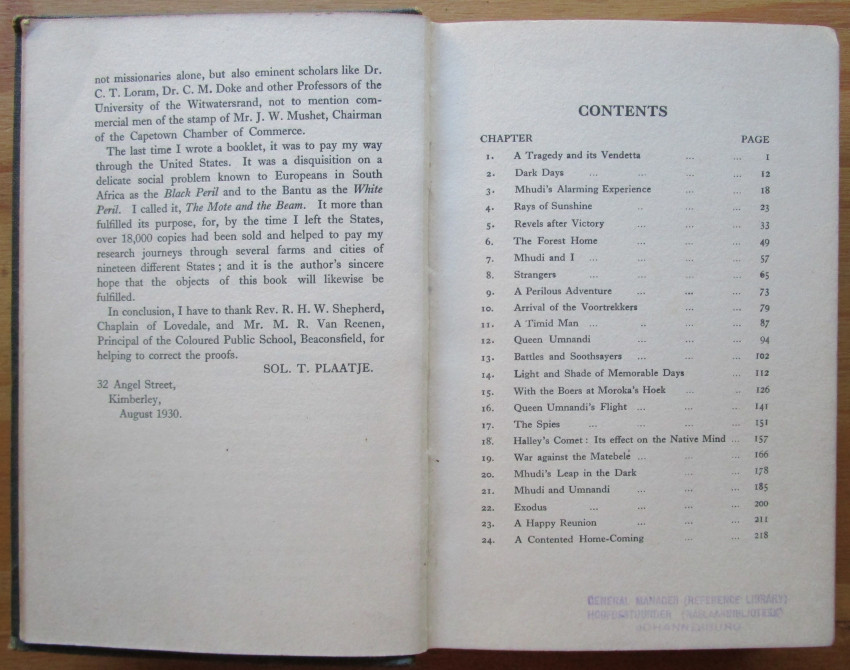 not missionaries alone, but also eminent scholars like Dr.
C. T. Loram, Dr. C. M. Doke and other Professors of the
University of the Witwatersrand, not to mention com-
mercial men of the stamp of Mr. J. W. Mushet, Chairman
of the Capetown Chamber of Commerce.
The last time I wrote a booklet, it was to pay my way
through the United States. It was a disquisition on a
delicate social problem known to Europeans in South
Africa as the Black Peril and to the Bantu as the White
Peril. I called it, The Mote and the Beam. It more than
fulfilled its purpose, for, by the time I left the States,
over 18,000 copies had been sold and helped to pay my
research journeys through several farms and cities of
nineteen different States; and it is the author's sincere
hope that the objects of this book will likewise be
fulfilled.
In conclusion, I have to thank Rev. R. H. W. Shepherd,
Chaplain of Lovedale, and Mr. M. R. Van Reenen,
Principal of the Coloured Public School, Beaconsfield, for
helping to correct the proofs.
SOL. T. PLAATJE.
32 Angel Street,
Kimberley,
August 1930.
CONTENTS
CHAPTER PAGE
1. A Tragedy and its Vendetta ... ... 1
2. Dark Days ... ... ... 12
3. Mhudi's Alarming Experience ... ... 18
4. Rays of Sunshine .. ... ... 23
5. Revels after Victory ... ... ... 33
6. The Forest Home ... ... ... 49
7. Mhudi and I ... ... ... ... 57
8. Strangers ... ... ... ... 65
9. A Perilous Adventure ... ... ... 73
10. Arrival of the Voortrekkers ... ... 79
11. A Timid Man ... .. ... ... 87
12. Queen Umnandi ... ... ... 94
13. Battles and Soothsayers ... ... ... 102
14. Light and Shade of Memorable Days ... 112
15. With the Boers at Moroka's Hoek ... .. 126
16. Queen Umnandi's Flight ... ... ... 141
17. The Spies ... ... ... ... 151
18. Halley's Comet: Its effect on the Native Mind ... 157
19. War against the Matebele ... ... ... 166
20. Mhudi's Leap in the Dark ... ... 178
21. Mhudi and Umnandi ... ... ... 185
22. Exodus ... ... ... ... 200
23. A Happy Reunion ... ... ... 211
24. A Contented Home-Coming ... ... 218
GENERAL MANAGER (REFERENCE LIBRARY)
JOHANNESBURG